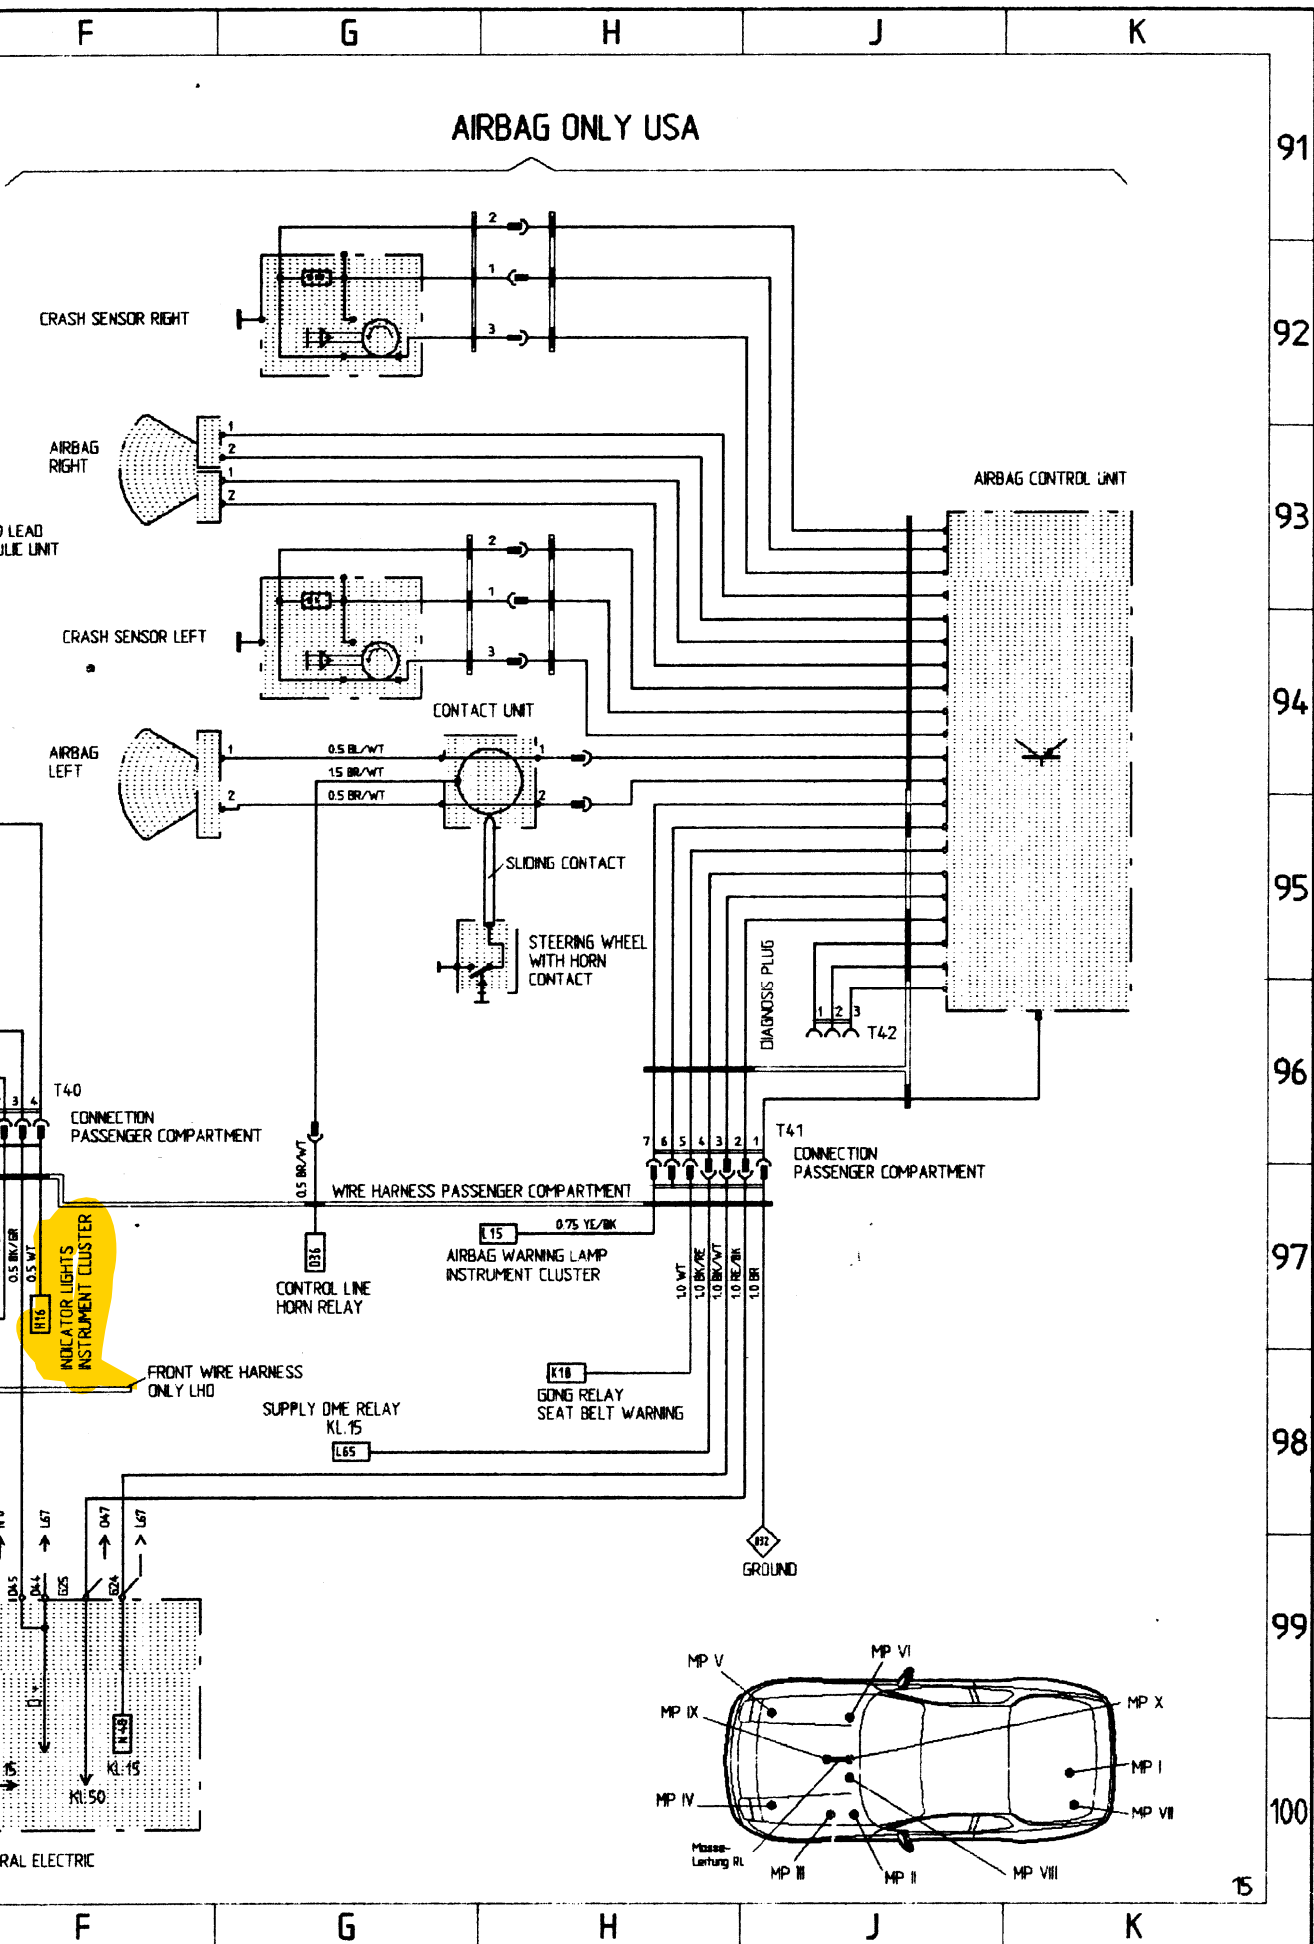 F G H J K
AIRBAG ONLY USA
91
2
1
3
CRASH SENSOR RIGHT
92
AIRBAG
RIGHT
1
2
1
2
AIRBAG CONTROL UNIT
93
LEAD
ULIC UNIT
2
1
3
CRASH SENSOR LEFT
94
CONTACT UNIT
AIRBAG
LEFT
1
2
0.5 BL/WT
1.5 BR/WT
0.5 BR/WT
1
2
SLIDING CONTACT
95
STEERING WHEEL
WITH HORN
CONTACT
DIAGNOSIS PLUG
1 2 3
T42
96
3 4
T40
CONNECTION
PASSENGER COMPARTMENT
7 6 5 4 3 2 1
T41
CONNECTION
PASSENGER COMPARTMENT
0.5 BR/WT
WIRE HARNESS PASSENGER COMPARTMENT
0.5 BK/GR
0.5 WT
H16
INDICATOR LIGHTS
INSTRUMENT CLUSTER
D36
CONTROL LINE
HORN RELAY
L15
0.75 YE/BK
AIRBAG WARNING LAMP
INSTRUMENT CLUSTER
1.0 WT
1.0 BK/RE
1.0 BK/WT
1.0 RE/BK
1.0 BR
97
FRONT WIRE HARNESS
ONLY LHD
K18
GONG RELAY
SEAT BELT WARNING
SUPPLY DME RELAY
KL.15
L65
98
L67
O47
L67
GROUND
D45
D44
G25
G24
99
KL.15
KL.50
15
RAL ELECTRIC
MP V
MP VI
MP IX
MP X
MP I
MP IV
MP VII
Masse-
Leitung RL
MP III
MP II
MP VIII
100
15
F G H J K